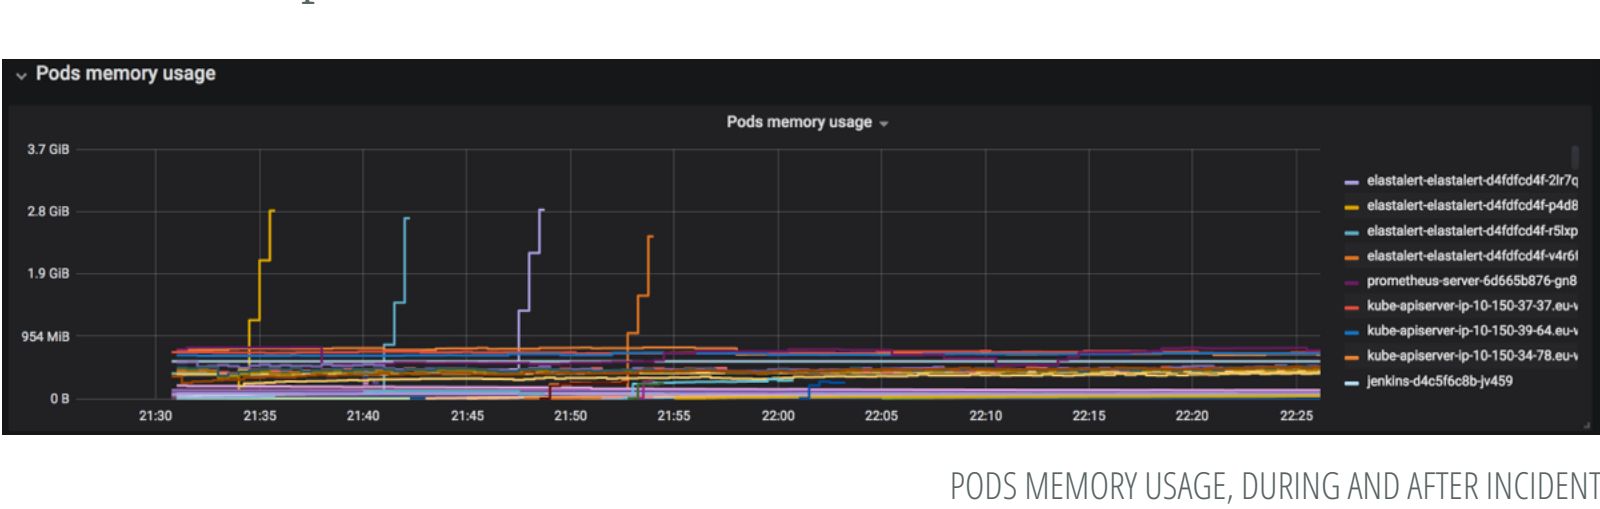 Pods memory usage
Pods memory usage
3.7 GiB
2.8 GiB
1.9 GiB
954 MiB
0 B
21:30 21:35 21:40 21:45 21:50 21:55 22:00 22:05 22:10 22:15 22:20 22:25
elastalert-elastalert-d4fdfcd4f-2lr7q
elastalert-elastalert-d4fdfcd4f-p4d8
elastalert-elastalert-d4fdfcd4f-r5lxp
elastalert-elastalert-d4fdfcd4f-v4r6
prometheus-server-6d665b876-gn8
kube-apiserver-ip-10-150-37-37.eu-
kube-apiserver-ip-10-150-39-64.eu-
kube-apiserver-ip-10-150-34-78.eu-
jenkins-d4c5f6c8b-jv459
PODS MEMORY USAGE, DURING AND AFTER INCIDENT